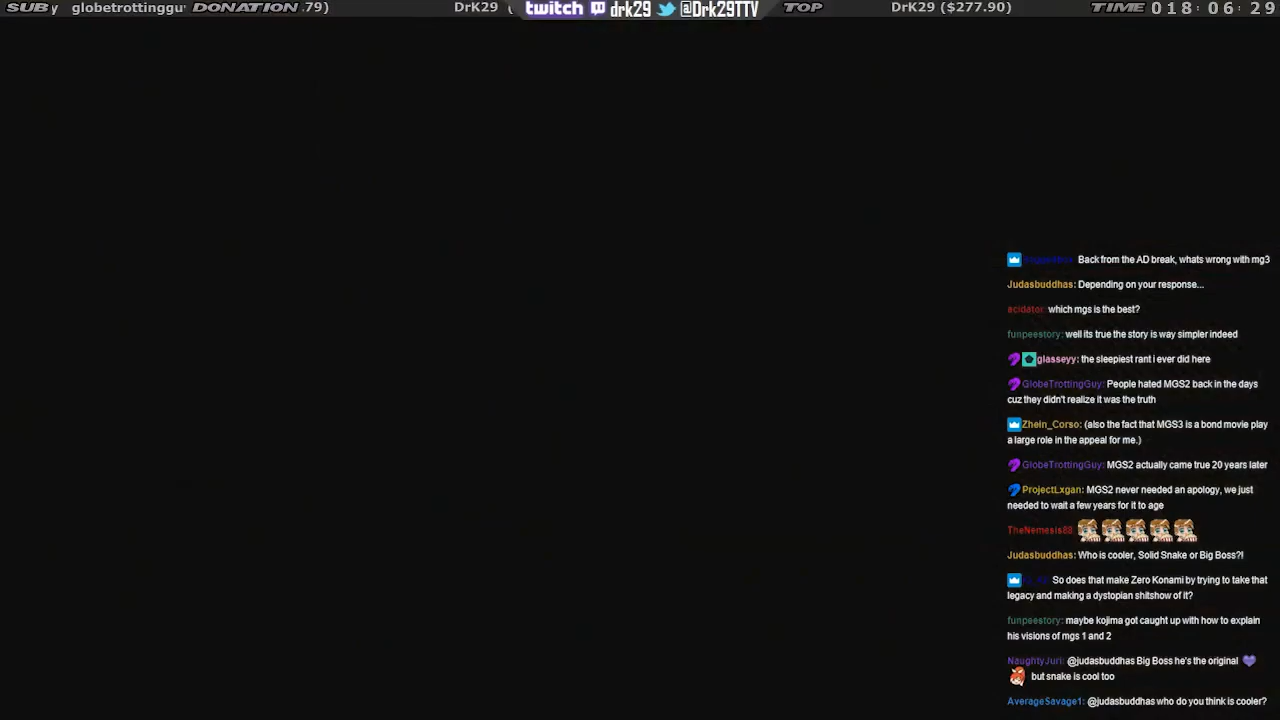 SUB y globetrottinggu DONATION .79) DrK29 ( twitch drk29 @Drk29TTV TOP DrK29 ($277.90) TIME 018:06:29
Back from the AD break, whats wrong with mg3
Judasbuddhas: Depending on your response...
acidator: which mgs is the best?
funpeestory: well its true the story is way simpler indeed
glasseyy: the sleepiest rant i ever did here
GlobeTrottingGuy: People hated MGS2 back in the days
cuz they didn't realize it was the truth
Zhein_Corso: (also the fact that MGS3 is a bond movie play
a large role in the appeal for me.)
GlobeTrottingGuy: MGS2 actually came true 20 years later
ProjectLxgan: MGS2 never needed an apology, we just
needed to wait a few years for it to age
TheNemesis88:
Judasbuddhas: Who is cooler, Solid Snake or Big Boss?!
So does that make Zero Konami by trying to take that
legacy and making a dystopian shitshow of it?
funpeestory: maybe kojima got caught up with how to explain
his visions of mgs 1 and 2
NaughtyJuri: @judasbuddhas Big Boss he's the original
but snake is cool too
AverageSavage1: @judasbuddhas who do you think is cooler?